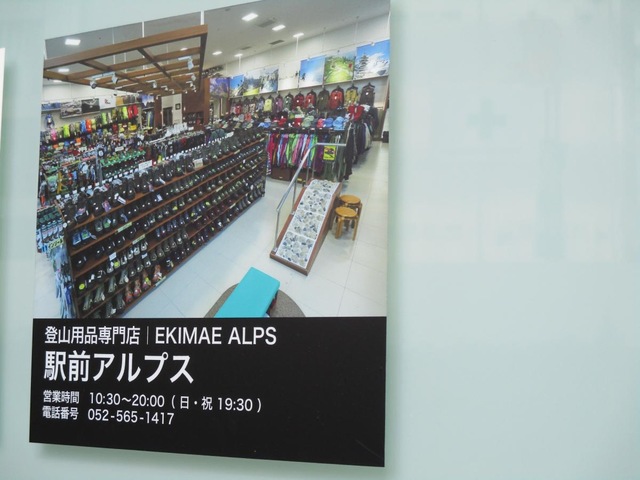 登山用品専門店｜EKIMAE ALPS
駅前アルプス
営業時間 10:30～20:00（日・祝 19:30）
電話番号 052-565-1417